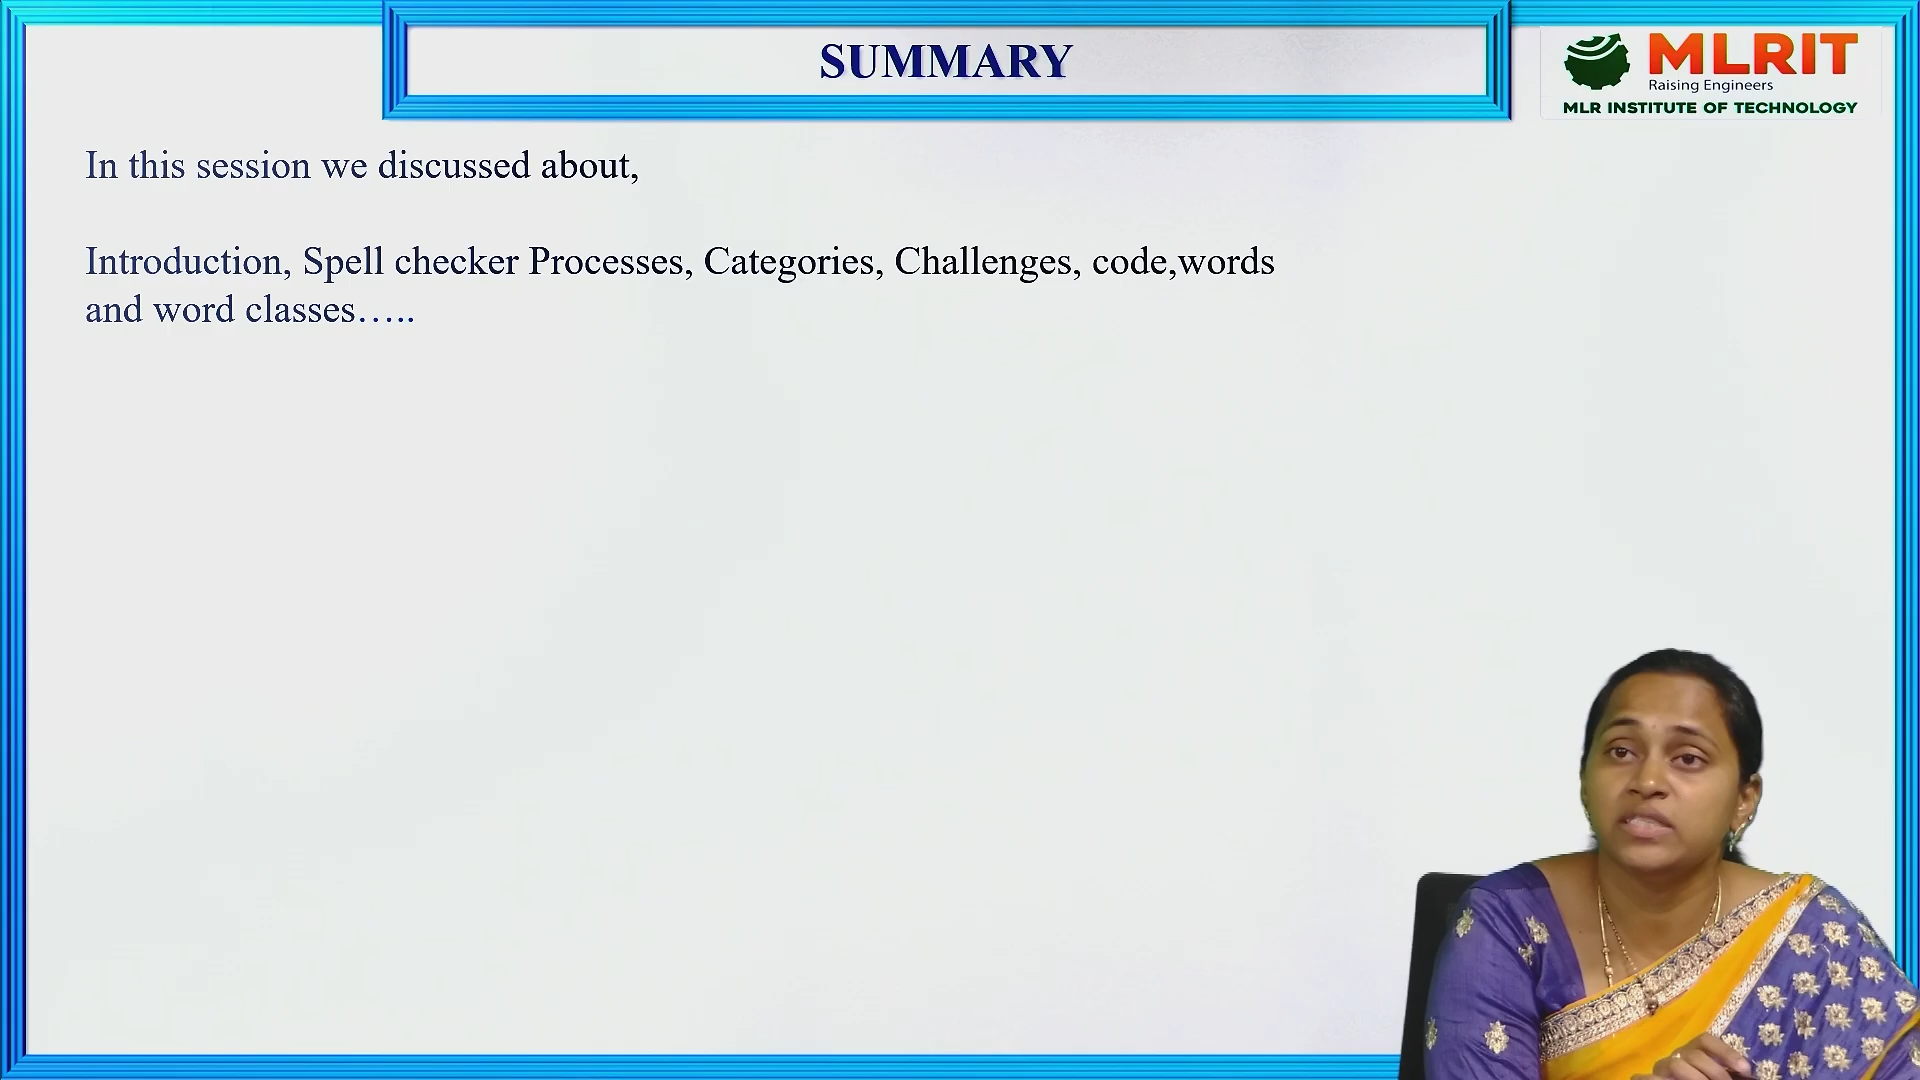 SUMMARY
MLRIT
Raising Engineers
MLR INSTITUTE OF TECHNOLOGY
In this session we discussed about,
Introduction, Spell checker Processes, Categories, Challenges, code,words
and word classes…..